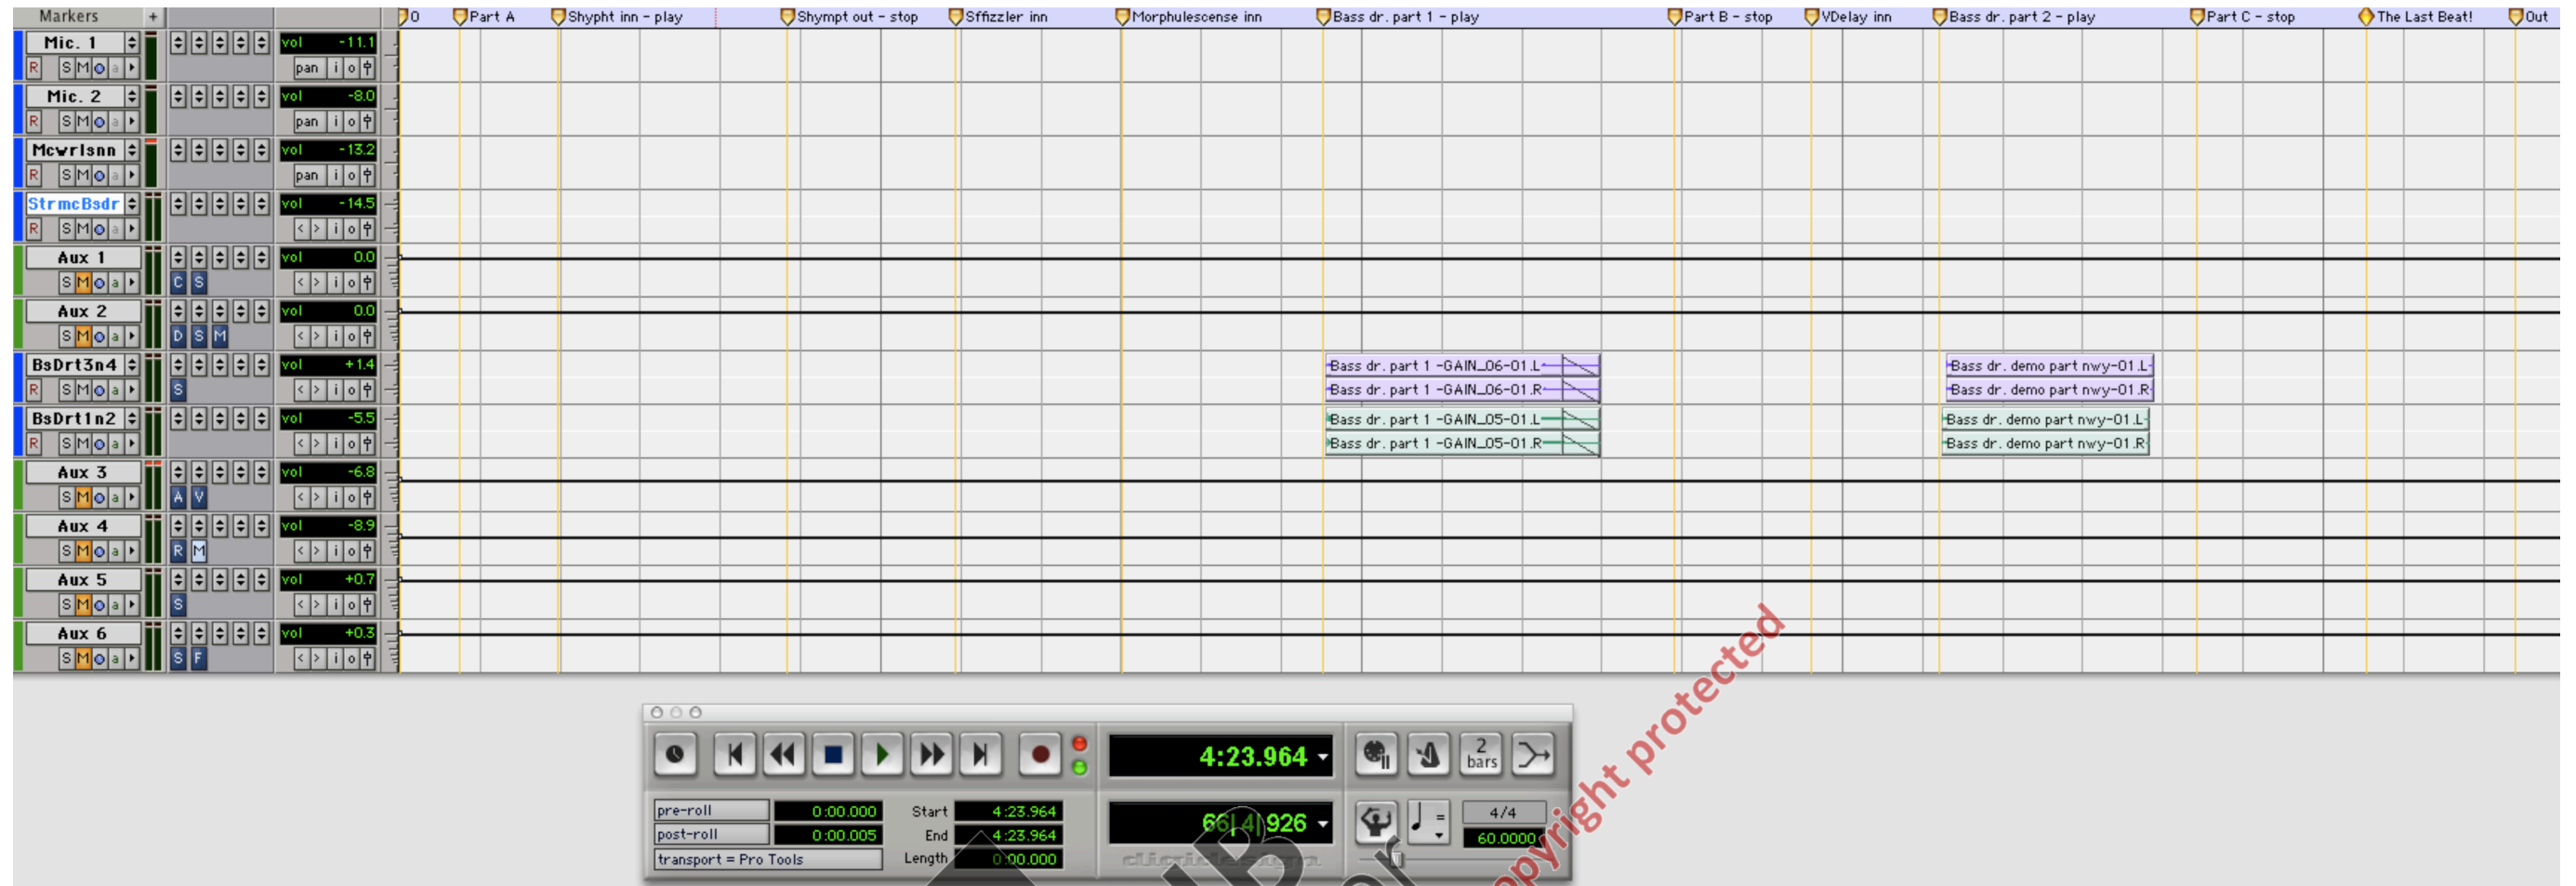 Markers + 0 Part A Shypht inn - play Shympt out - stop Sffizzler inn Morphulescense inn Bass dr. part 1 - play Part B - stop VDelay inn Bass dr. part 2 - play Part C - stop The Last Beat! Out
Mic. 1 vol -11.1
R S M a pan i o
Mic. 2 vol -8.0
R S M a pan i o
Mcwrlsnn vol -13.2
R S M a pan i o
StrmcBsdr vol -14.5
R S M a < > i o
Aux 1 vol 0.0
S M a C S < > i o
Aux 2 vol 0.0
S M a D S M < > i o
BsDrt3n4 vol +1.4 Bass dr. part 1 -GAIN_06-01.L Bass dr. demo part nwy-01.L
R S M a S < > i o Bass dr. part 1 -GAIN_06-01.R Bass dr. demo part nwy-01.R
BsDrt1n2 vol -5.5 Bass dr. part 1 -GAIN_05-01.L Bass dr. demo part nwy-01.L
R S M a < > i o Bass dr. part 1 -GAIN_05-01.R Bass dr. demo part nwy-01.R
Aux 3 vol -6.8
S M a A V < > i o
Aux 4 vol -8.9
S M a R M < > i o
Aux 5 vol +0.7
S M a S < > i o
Aux 6 vol +0.3
S M a S F < > i o
4:23.964 2 bars
pre-roll 0:00.000 Start 4:23.964
post-roll 0:00.005 End 4:23.964
transport = Pro Tools Length 0:00.000
66|4|926 = 4/4
60.0000
digidesign
copyright protected